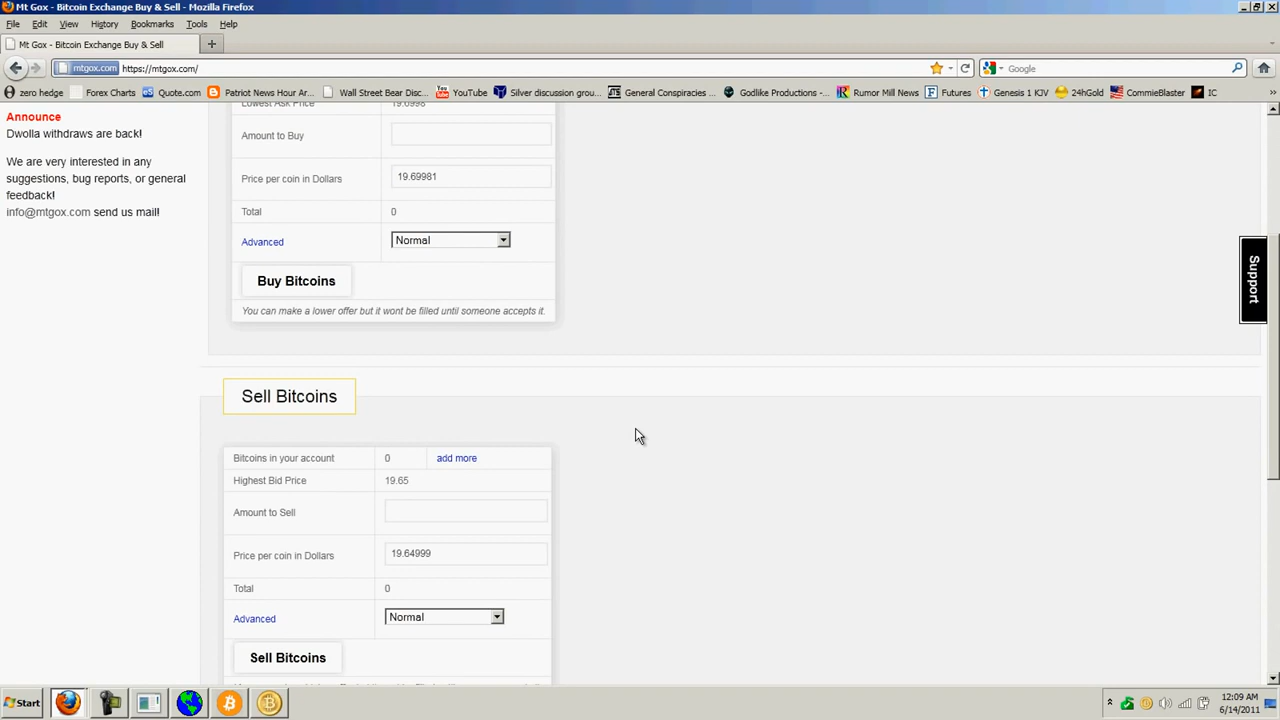 Mt Gox - Bitcoin Exchange Buy & Sell - Mozilla Firefox
File Edit View History Bookmarks Tools Help
Mt Gox - Bitcoin Exchange Buy & Sell
mtgox.com https://mtgox.com/
Google
zero hedge Forex Charts Quote.com Patriot News Hour Ar... Wall Street Bear Disc... YouTube Silver discussion grou... General Conspiracies ... Godlike Productions -... Rumor Mill News Futures Genesis 1 KJV 24hGold CommieBlaster IC
Announce
Dwolla withdraws are back!
We are very interested in any
suggestions, bug reports, or general
feedback!
info@mtgox.com send us mail!
Lowest Ask Price 19.6998
Amount to Buy
Price per coin in Dollars 19.69981
Total 0
Advanced Normal
Buy Bitcoins
You can make a lower offer but it wont be filled until someone accepts it.
Support
Sell Bitcoins
Bitcoins in your account 0 add more
Highest Bid Price 19.65
Amount to Sell
Price per coin in Dollars 19.64999
Total 0
Advanced Normal
Sell Bitcoins
Start
12:09 AM
6/14/2011